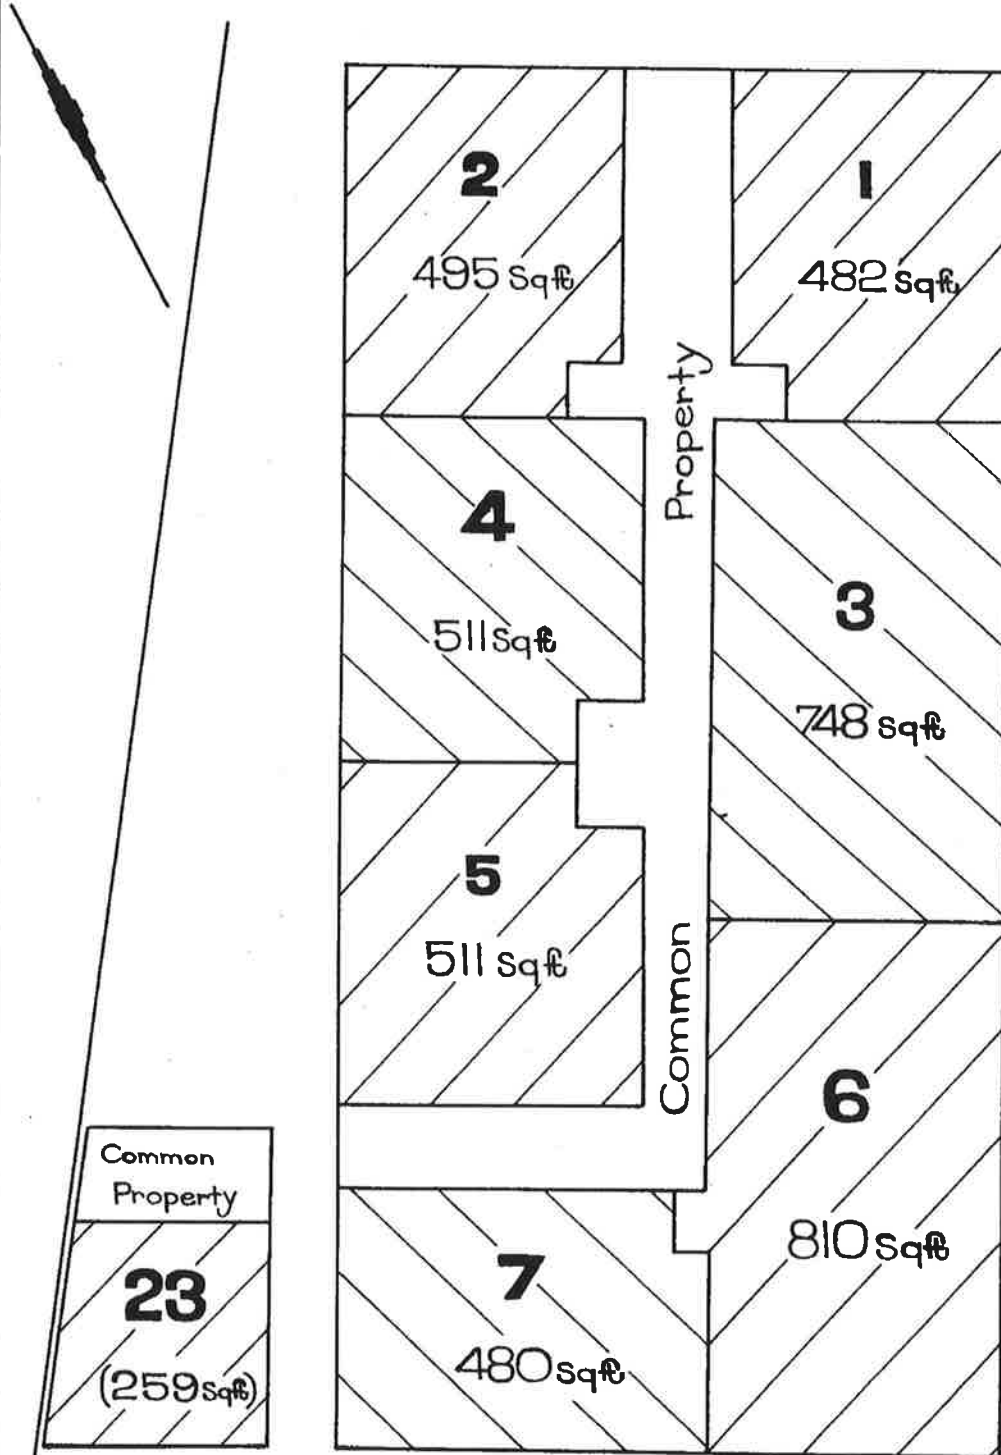 2
495 Sqft
1
482 Sqft
Property
4
511 Sqft
3
748 Sqft
5
511 Sqft
Common
6
810 Sqft
Common
Property
23
(259 Sqft)
7
480 Sqft